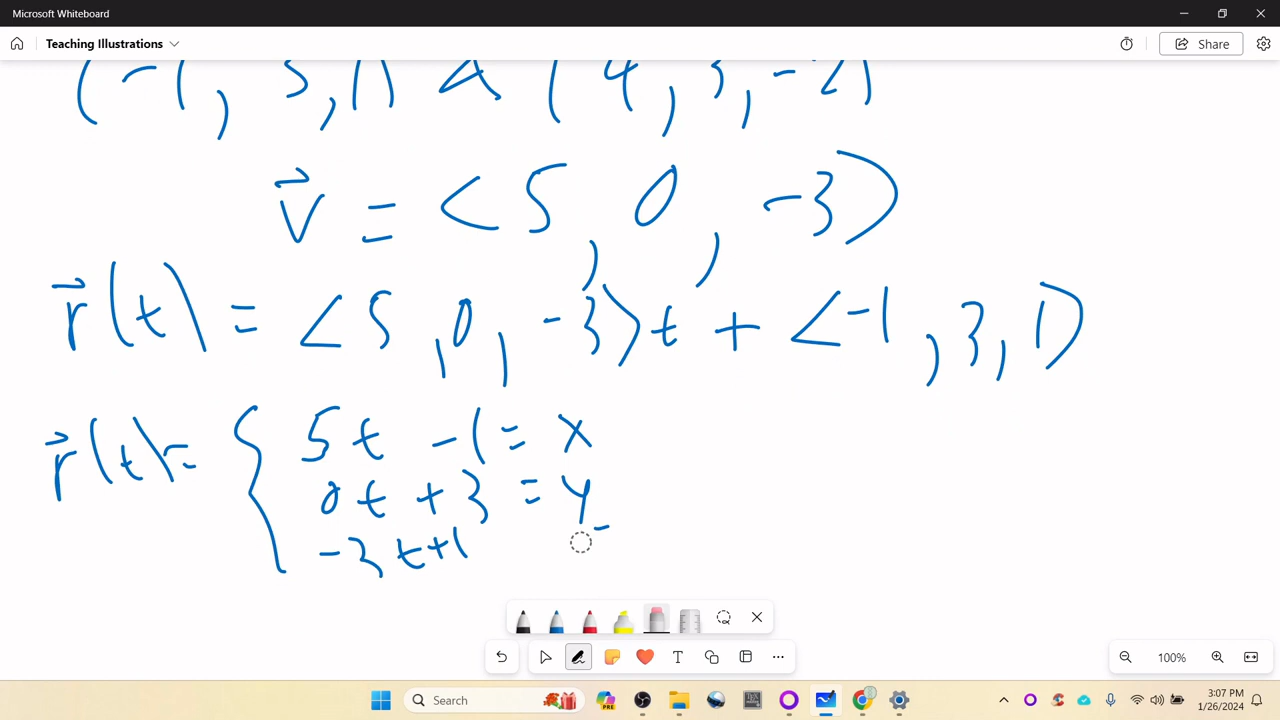 Microsoft Whiteboard
Teaching Illustrations
Share
(-1, 3, 1) & (4, 3, -2)
v⃗ = <5, 0, -3>
r⃗(t) = <5, 0, -3>t + <-1, 3, 1>
r⃗(t) = { 5t - 1 = x
0t + 3 = y
-3t+1
100%
Search
PRE
3:07 PM
1/26/2024